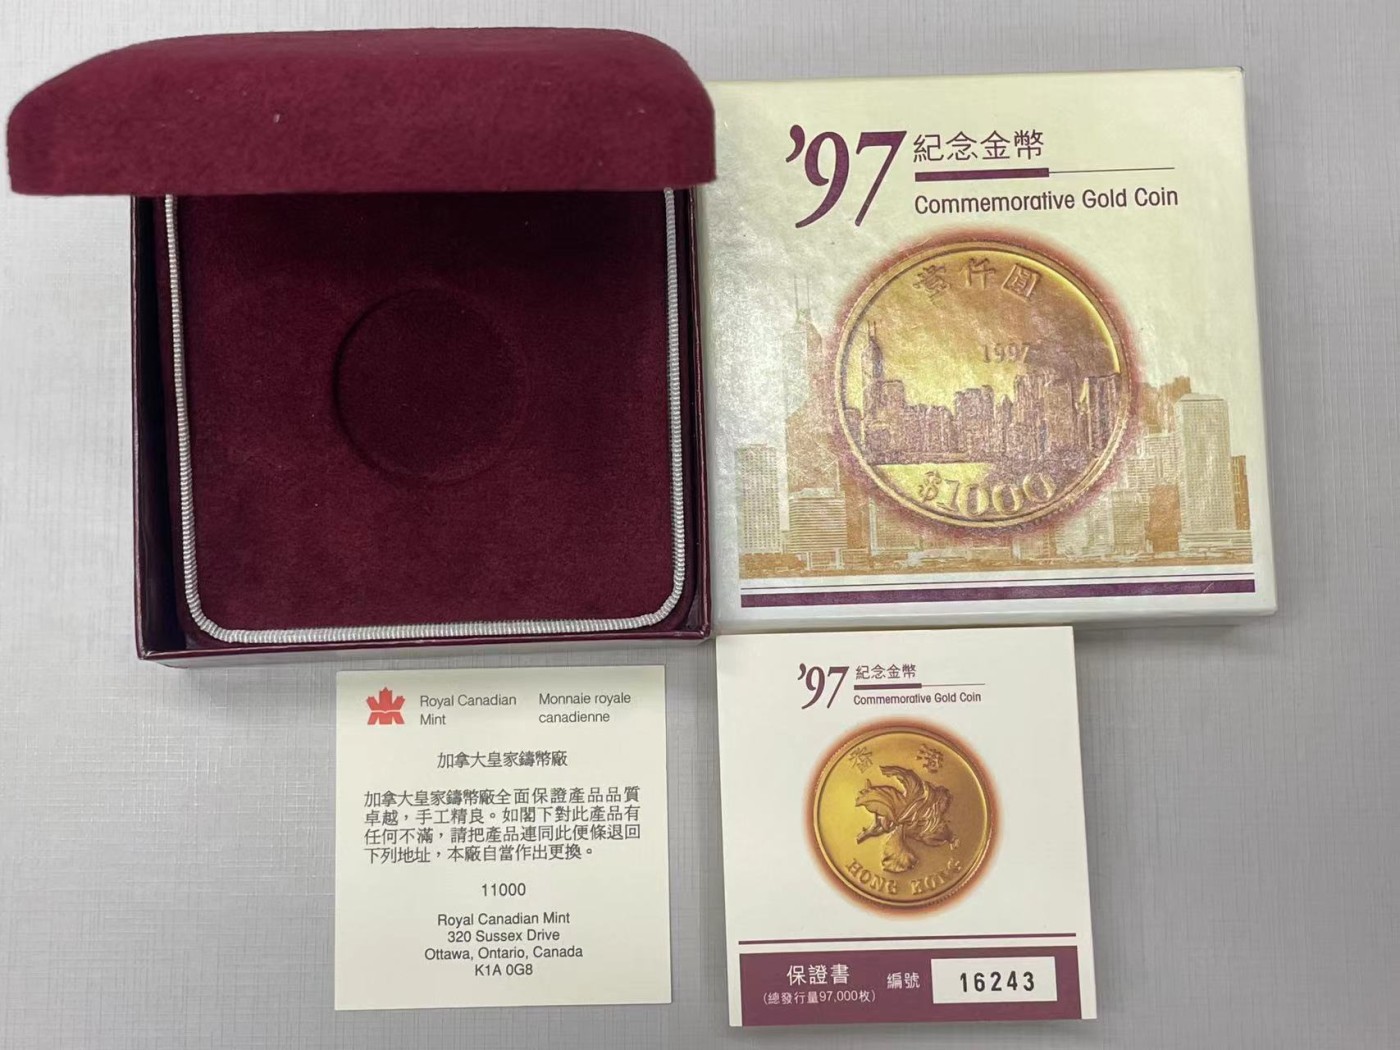 '97 紀念金幣
Commemorative Gold Coin
壹仟圓
1997
$1000
Royal Canadian Mint
Monnaie royale canadienne
加拿大皇家鑄幣廠
加拿大皇家鑄幣廠全面保證產品品質
卓越，手工精良。如閣下對此產品有
任何不滿，請把產品連同此便條退回
下列地址，本廠自當作出更換。
11000
Royal Canadian Mint
320 Sussex Drive
Ottawa, Ontario, Canada
K1A 0G8
'97 紀念金幣
Commemorative Gold Coin
香港
HONG KONG
保證書
(總發行量97,000枚)
編號
16243